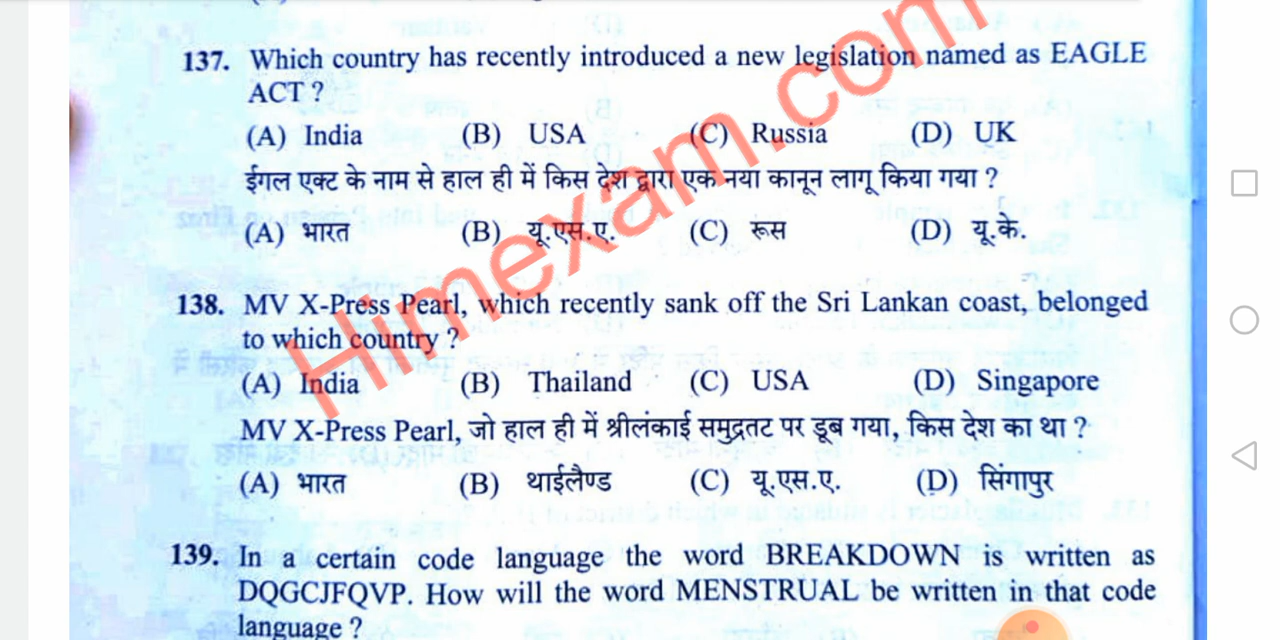 137. Which country has recently introduced a new legislation named as EAGLE
ACT ?
(A) India (B) USA (C) Russia (D) UK
ईगल एक्ट के नाम से हाल ही में किस देश द्वारा एक नया कानून लागू किया गया ?
(A) भारत (B) यू.एस.ए. (C) रूस (D) यू.के.
138. MV X-Press Pearl, which recently sank off the Sri Lankan coast, belonged
to which country ?
(A) India (B) Thailand (C) USA (D) Singapore
MV X-Press Pearl, जो हाल ही में श्रीलंकाई समुद्रतट पर डूब गया, किस देश का था ?
(A) भारत (B) थाईलैण्ड (C) यू.एस.ए. (D) सिंगापुर
139. In a certain code language the word BREAKDOWN is written as
DQGCJFQVP. How will the word MENSTRUAL be written in that code
language ?
Himexam.com